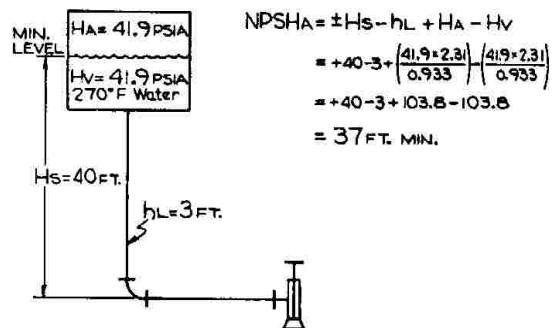 MIN.
LEVEL
HA = 41.9 PSIA
HV = 41.9 PSIA
270°F Water
HS = 40 FT.
hL = 3 FT.
NPSHA = ±HS - hL + HA - HV
= +40-3+(41.9×2.31/0.933)-(41.9×2.31/0.933)
= +40-3+103.8-103.8
= 37 FT. MIN.